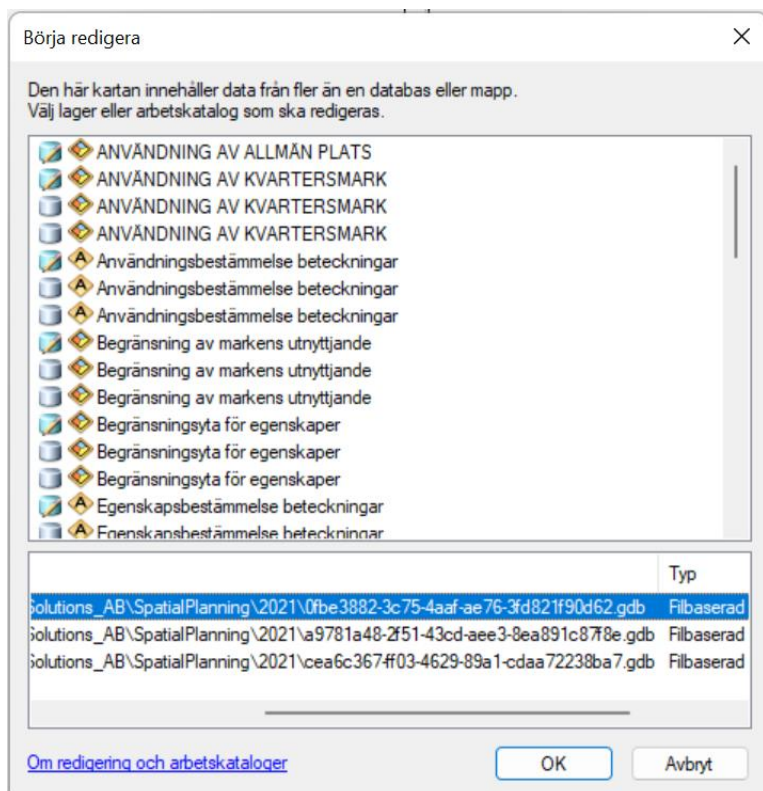 Börja redigera
Den här kartan innehåller data från fler än en databas eller mapp.
Välj lager eller arbetskatalog som ska redigeras.
ANVÄNDNING AV ALLMÄN PLATS
ANVÄNDNING AV KVARTERSMARK
ANVÄNDNING AV KVARTERSMARK
ANVÄNDNING AV KVARTERSMARK
A Användningsbestämmelse beteckningar
A Användningsbestämmelse beteckningar
A Användningsbestämmelse beteckningar
Begränsning av markens utnyttjande
Begränsning av markens utnyttjande
Begränsning av markens utnyttjande
Begränsningsyta för egenskaper
Begränsningsyta för egenskaper
Begränsningsyta för egenskaper
A Egenskapsbestämmelse beteckningar
A Egenskapsbestämmelse beteckningar
Typ
Solutions_AB\SpatialPlanning\2021\0fbe3882-3c75-4aaf-ae76-3fd821f90d62.gdb Filbaserad
Solutions_AB\SpatialPlanning\2021\a9781a48-2f51-43cd-aee3-8ea891c87f8e.gdb Filbaserad
Solutions_AB\SpatialPlanning\2021\cea6c367-ff03-4629-89a1-cdaa72238ba7.gdb Filbaserad
Om redigering och arbetskataloger
OK
Avbryt